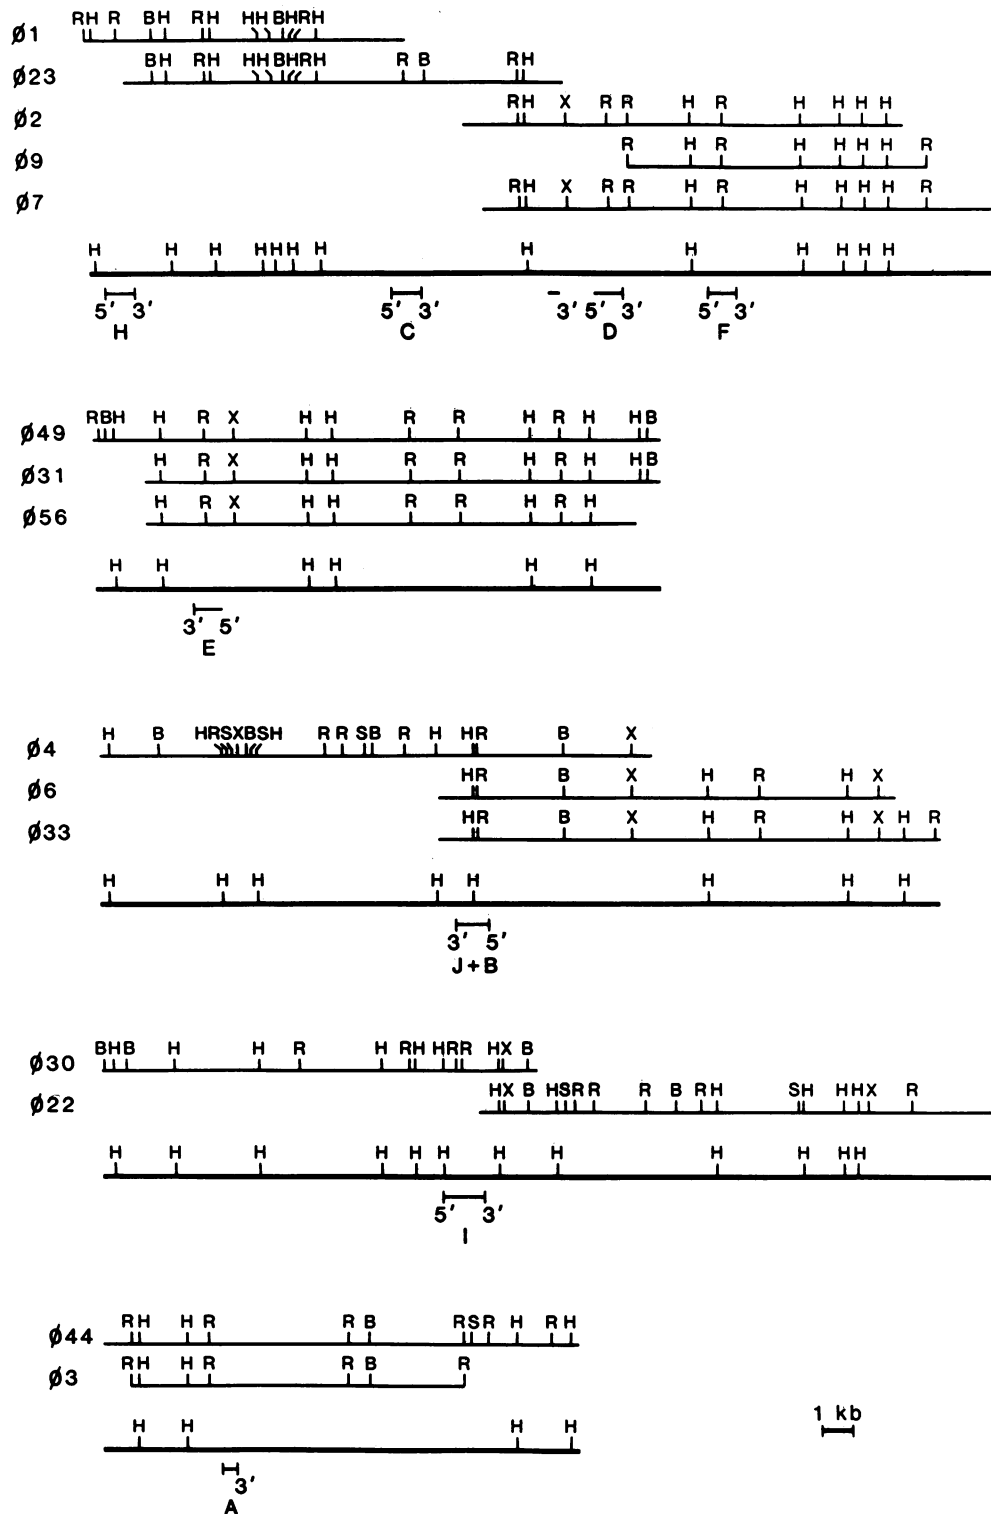 Ø1 RH R BH RH HH BHRH
Ø23 BH RH HH BHRH R B RH
Ø2 RH X R R H R H H H H
Ø9 R H R H H H H R
Ø7 RH X R R H R H H H H R
H H H H H H H H H H H H H
5' 3' 5' 3' 3' 5' 3' 5' 3'
H C D F
Ø49 RBH H R X H H R R H R H HB
Ø31 H R X H H R R H R H HB
Ø56 H R X H H R R H R H
H H H H H H
3' 5'
E
Ø4 H B HRSXBSH R R SB R H HR B X
Ø6 HR B X H R H X
Ø33 HR B X H R H X H R
H H H H H H H H
3' 5'
J+B
Ø30 BHB H H R H RH HRR HX B
Ø22 HX B HSR R R B RH SH HHX R
H H H H H H H H H H HH
5' 3'
I
Ø44 RH H R R B RSR H R H
Ø3 RH H R R B R
H H H H
1 kb
3'
A